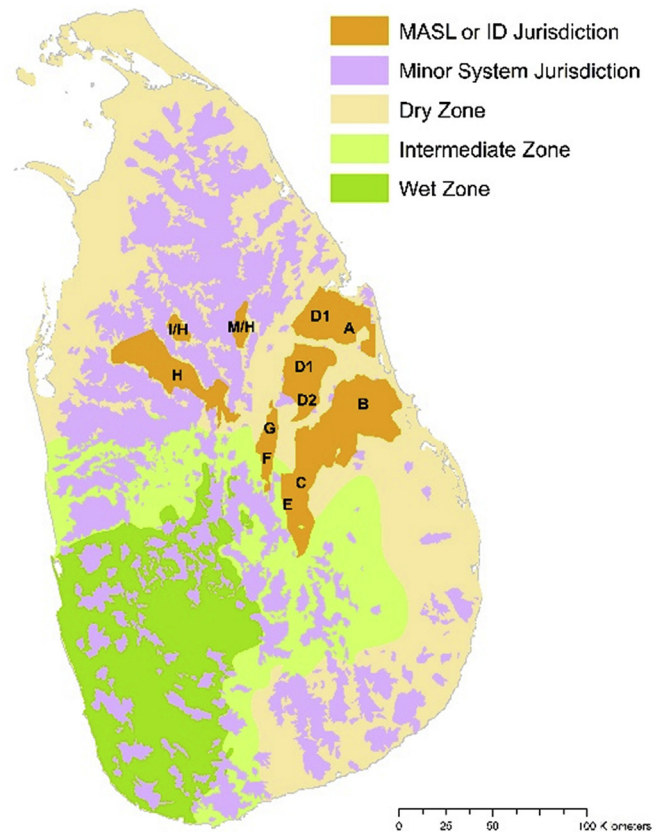 MASL or ID Jurisdiction
Minor System Jurisdiction
Dry Zone
Intermediate Zone
Wet Zone
D1
A
I/H
M/H
H
D1
D2
B
G
F
C
E
0 25 50 100 Kilometers